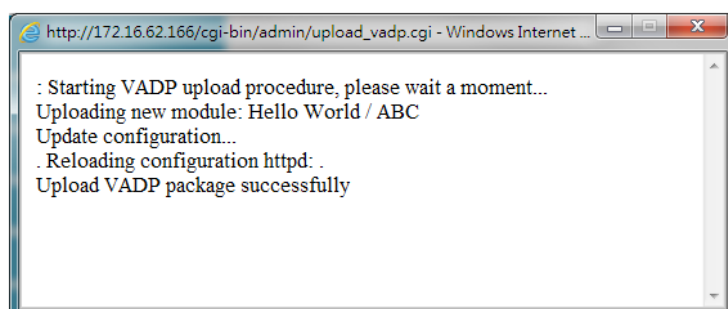 http://172.16.62.166/cgi-bin/admin/upload_vadp.cgi - Windows Internet ...
: Starting VADP upload procedure, please wait a moment...
Uploading new module: Hello World / ABC
Update configuration...
. Reloading configuration httpd: .
Upload VADP package successfully